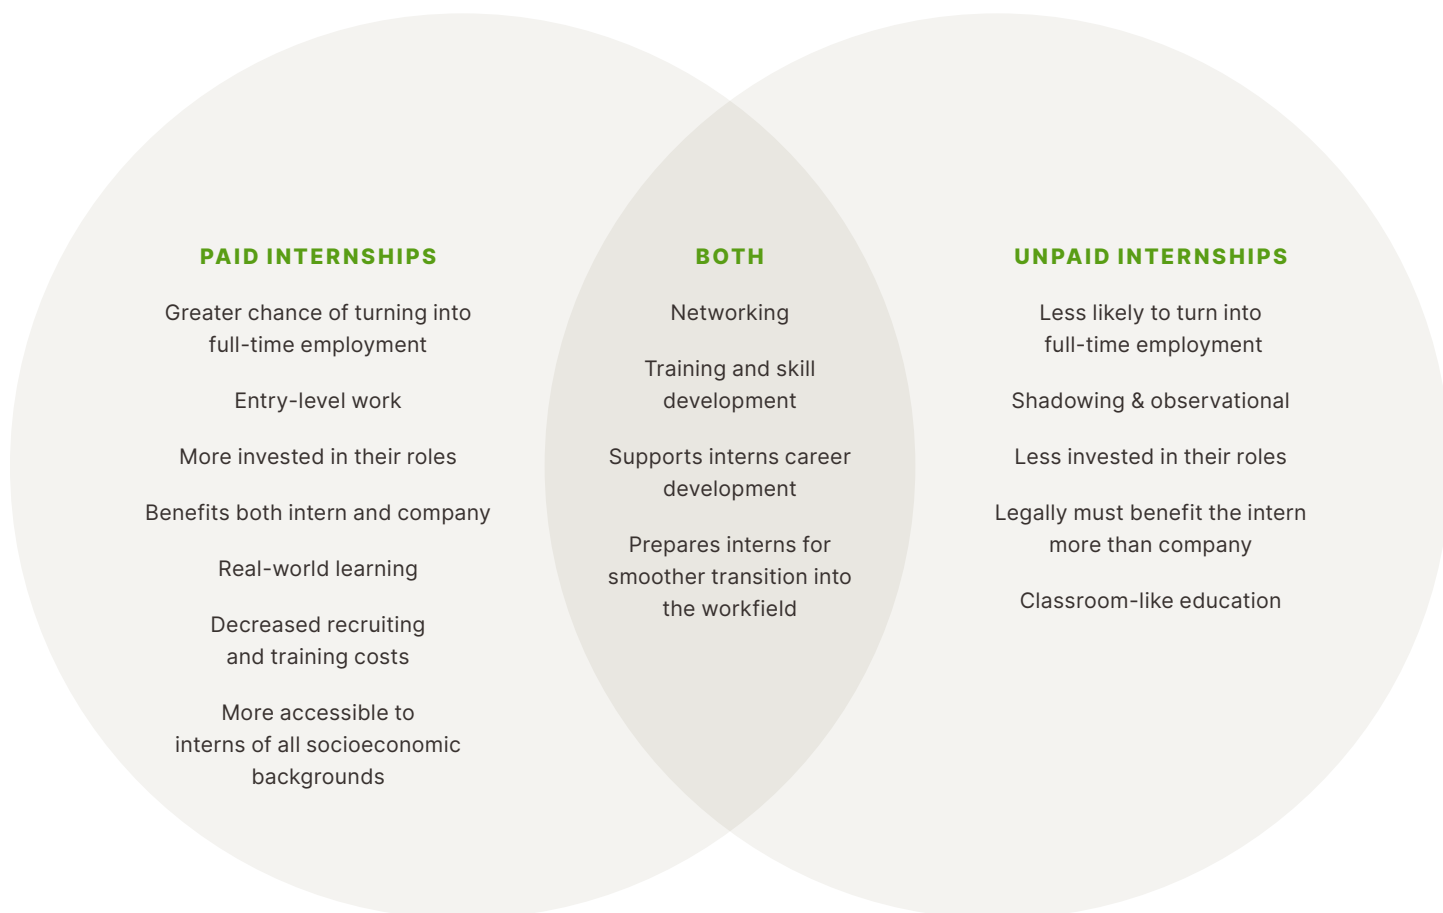 PAID INTERNSHIPS
Greater chance of turning into
full-time employment
Entry-level work
More invested in their roles
Benefits both intern and company
Real-world learning
Decreased recruiting
and training costs
More accessible to
interns of all socioeconomic
backgrounds
BOTH
Networking
Training and skill
development
Supports interns career
development
Prepares interns for
smoother transition into
the workfield
UNPAID INTERNSHIPS
Less likely to turn into
full-time employment
Shadowing & observational
Less invested in their roles
Legally must benefit the intern
more than company
Classroom-like education